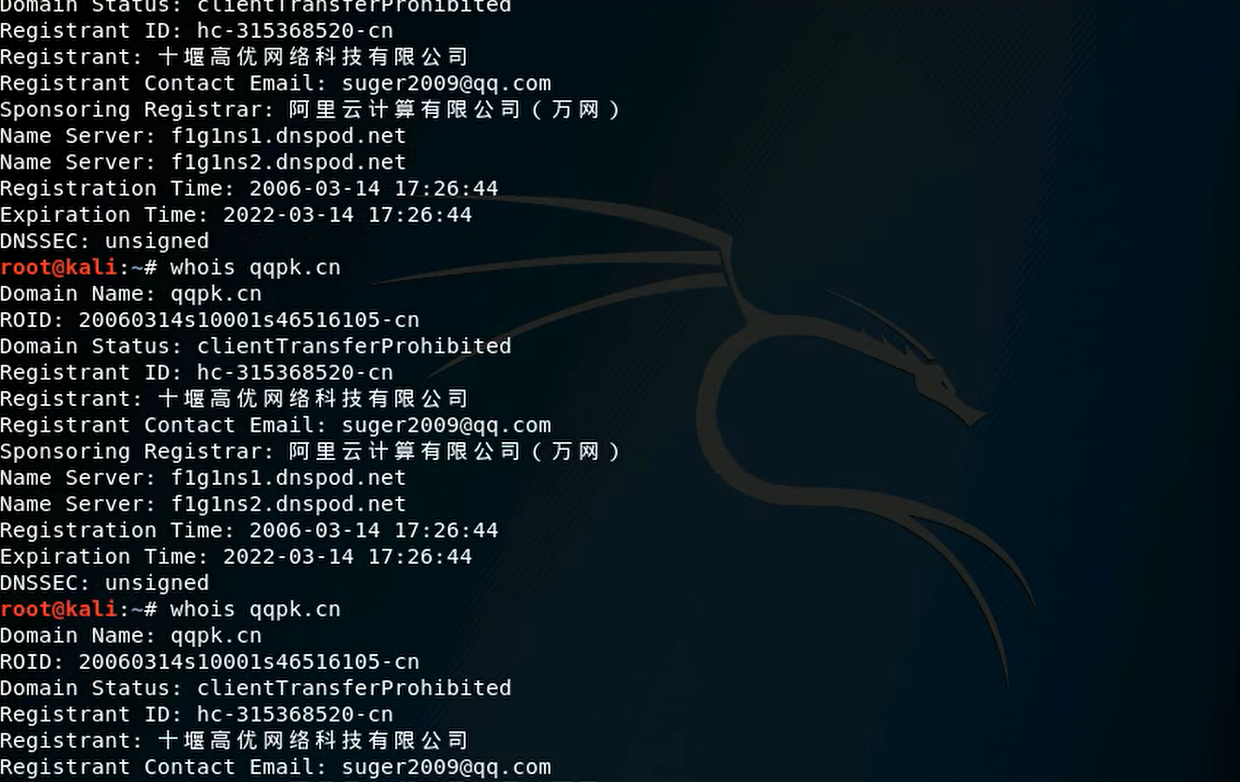 Domain Status: clientTransferProhibited
Registrant ID: hc-315368520-cn
Registrant: 十堰高优网络科技有限公司
Registrant Contact Email: suger2009@qq.com
Sponsoring Registrar: 阿里云计算有限公司（万网）
Name Server: f1g1ns1.dnspod.net
Name Server: f1g1ns2.dnspod.net
Registration Time: 2006-03-14 17:26:44
Expiration Time: 2022-03-14 17:26:44
DNSSEC: unsigned
root@kali:~# whois qqpk.cn
Domain Name: qqpk.cn
ROID: 20060314s10001s46516105-cn
Domain Status: clientTransferProhibited
Registrant ID: hc-315368520-cn
Registrant: 十堰高优网络科技有限公司
Registrant Contact Email: suger2009@qq.com
Sponsoring Registrar: 阿里云计算有限公司（万网）
Name Server: f1g1ns1.dnspod.net
Name Server: f1g1ns2.dnspod.net
Registration Time: 2006-03-14 17:26:44
Expiration Time: 2022-03-14 17:26:44
DNSSEC: unsigned
root@kali:~# whois qqpk.cn
Domain Name: qqpk.cn
ROID: 20060314s10001s46516105-cn
Domain Status: clientTransferProhibited
Registrant ID: hc-315368520-cn
Registrant: 十堰高优网络科技有限公司
Registrant Contact Email: suger2009@qq.com